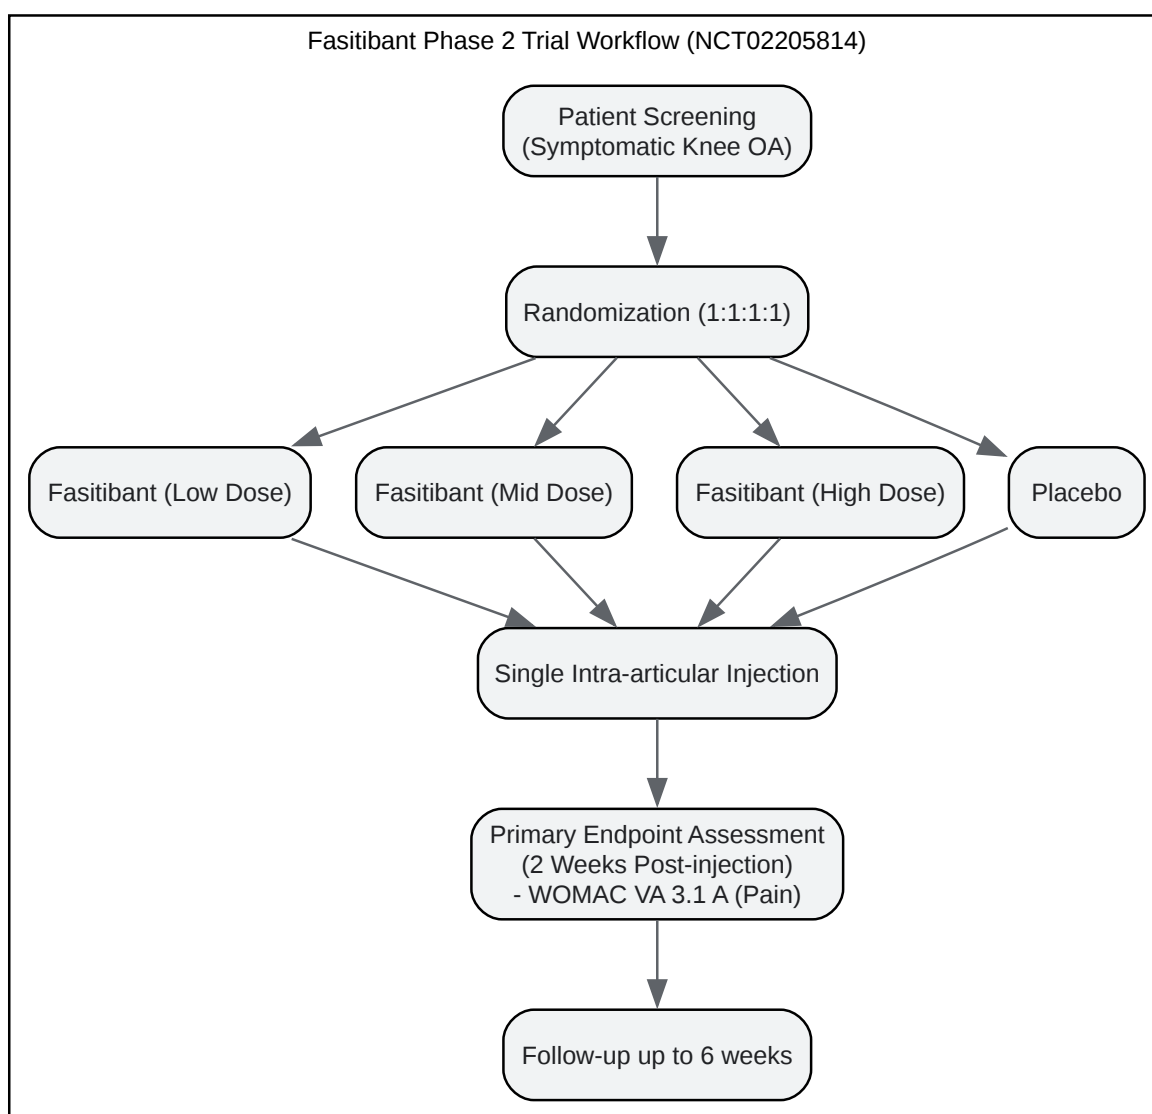 Fasitibant Phase 2 Trial Workflow (NCT02205814)
Patient Screening
(Symptomatic Knee OA)
Randomization (1:1:1:1)
Fasitibant (Low Dose)
Fasitibant (Mid Dose)
Fasitibant (High Dose)
Placebo
Single Intra-articular Injection
Primary Endpoint Assessment
(2 Weeks Post-injection)
- WOMAC VA 3.1 A (Pain)
Follow-up up to 6 weeks